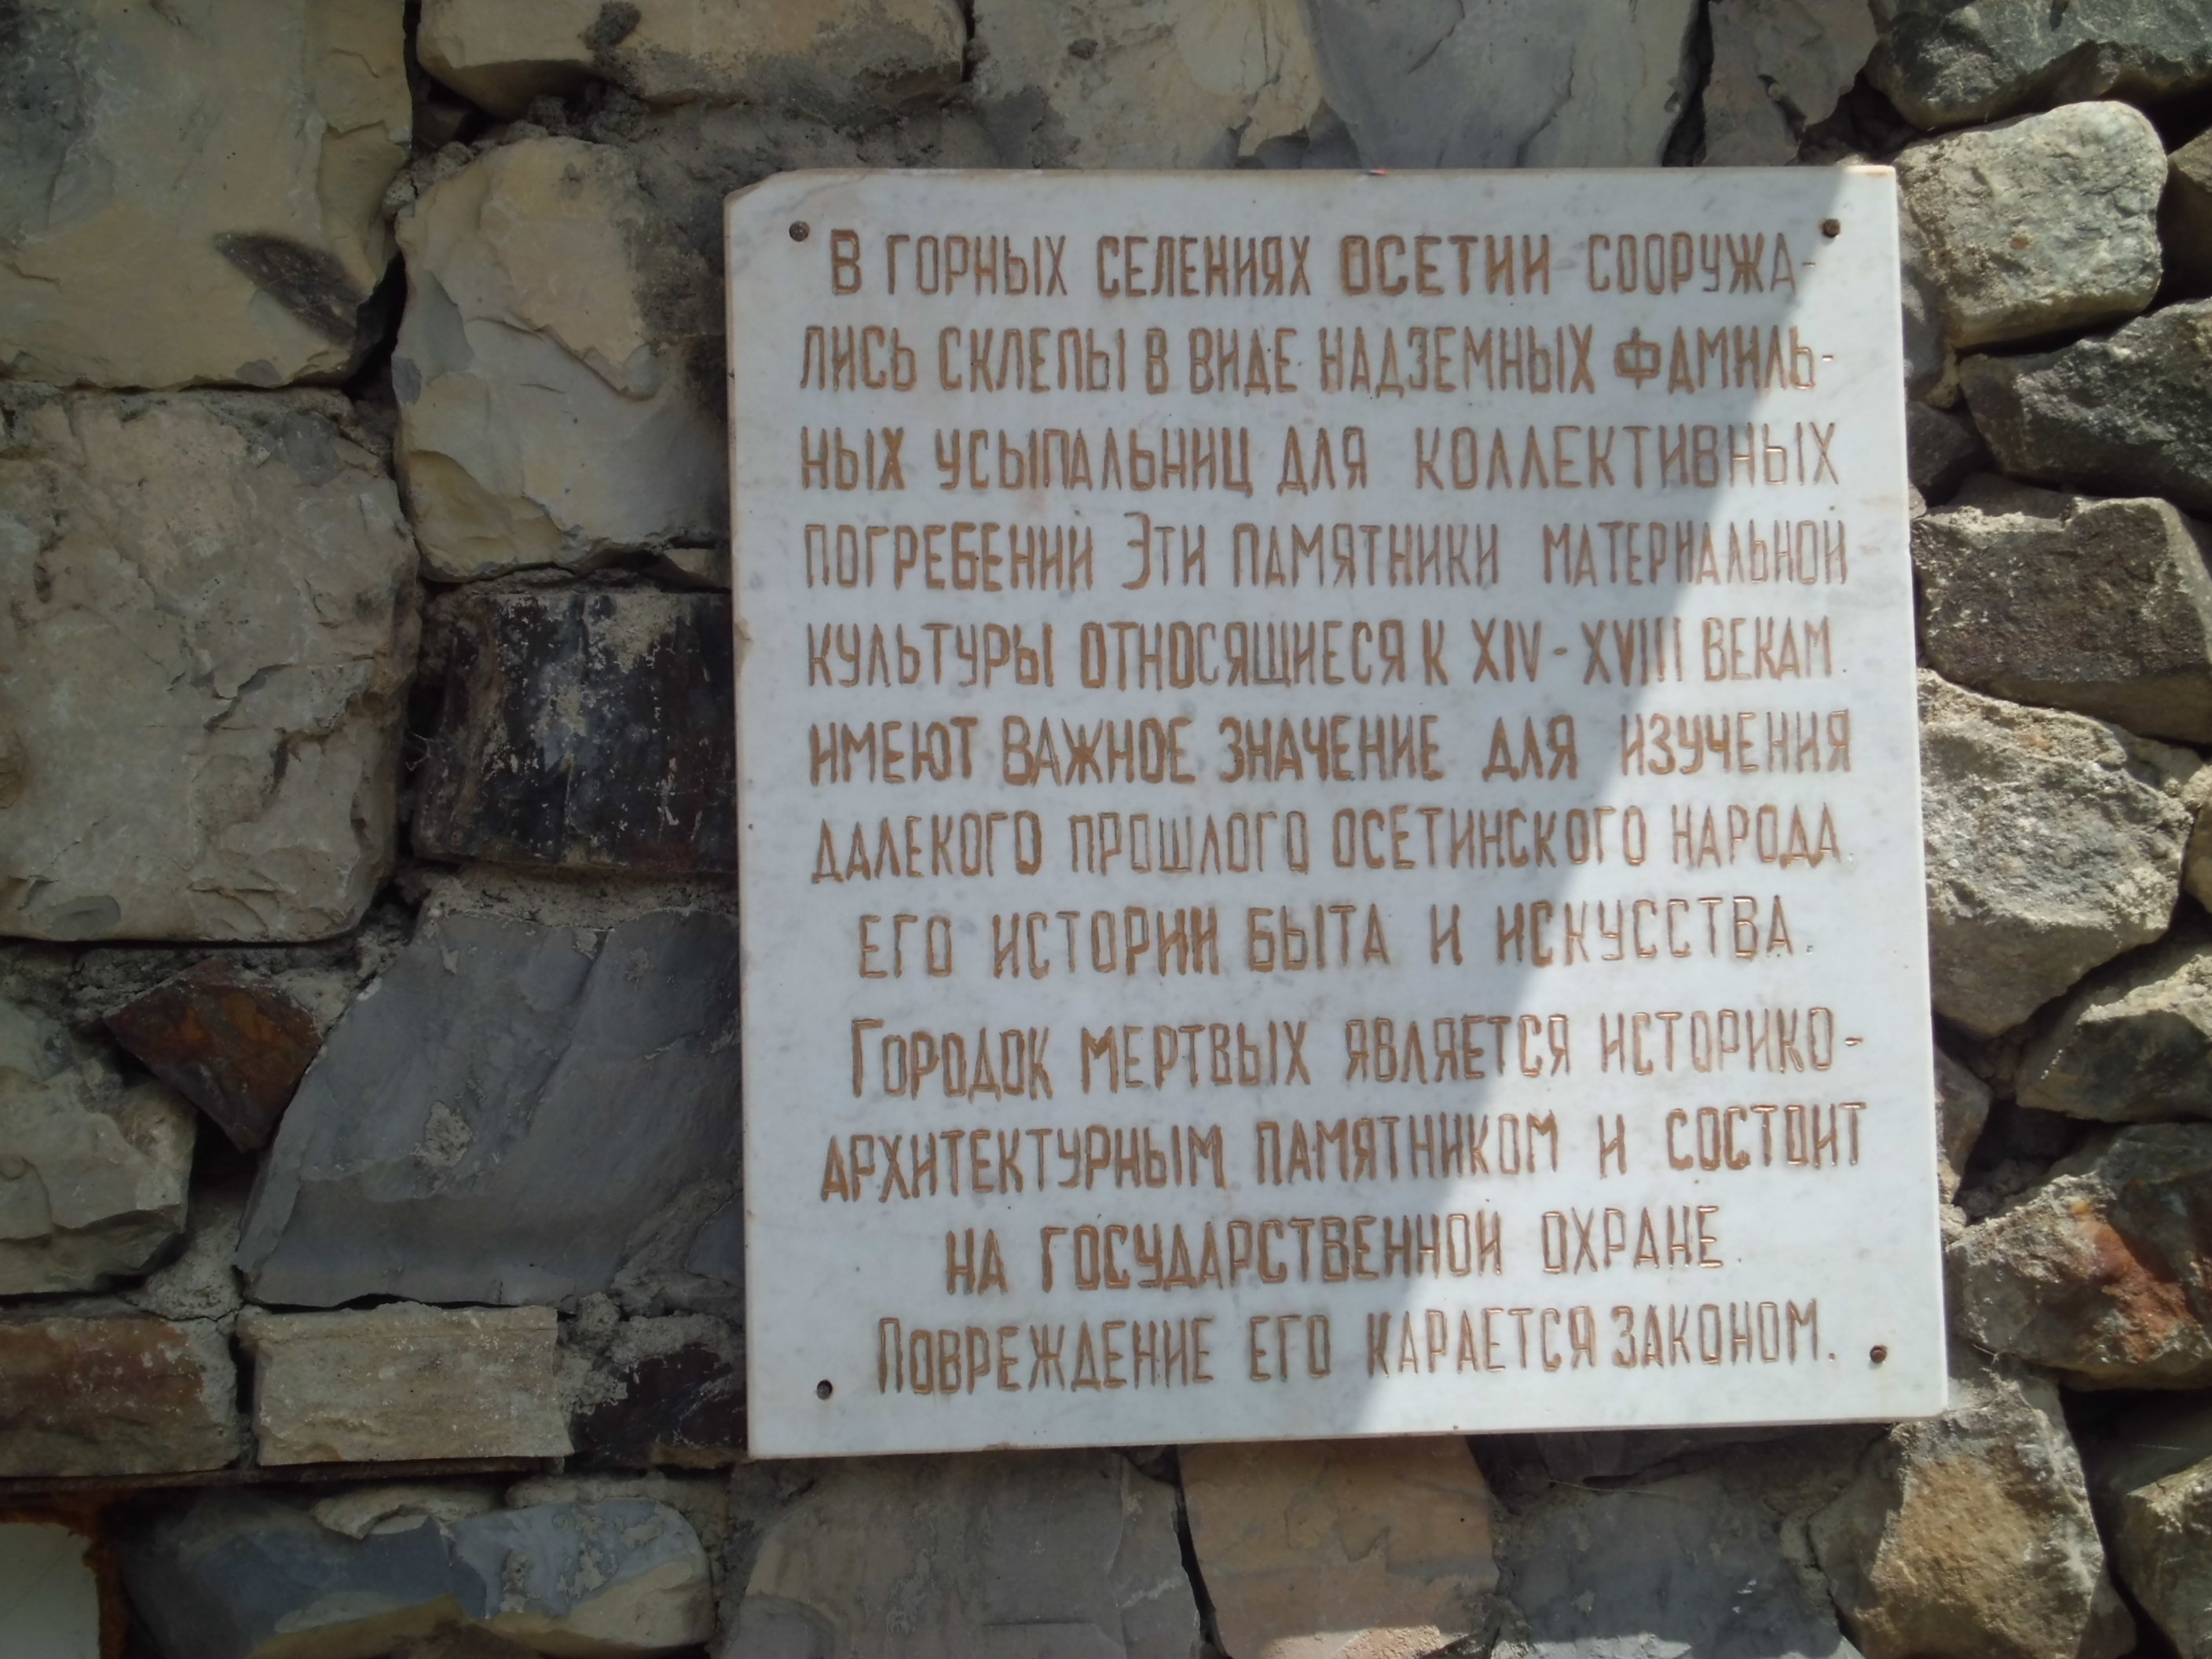 В ГОРНЫХ СЕЛЕНИЯХ ОСЕТИИ СООРУЖА-
ЛИСЬ СКЛЕПЫ В ВИДЕ НАДЗЕМНЫХ ФАМИЛЬ-
НЫХ УСЫПАЛЬНИЦ ДЛЯ КОЛЛЕКТИВНЫХ
ПОГРЕБЕНИЙ ЭТИ ПАМЯТНИКИ МАТЕРИАЛЬНОЙ
КУЛЬТУРЫ ОТНОСЯЩИЕСЯ К XIV-XVIII ВЕКАМ
ИМЕЮТ ВАЖНОЕ ЗНАЧЕНИЕ ДЛЯ ИЗУЧЕНИЯ
ДАЛЕКОГО ПРОШЛОГО ОСЕТИНСКОГО НАРОДА,
ЕГО ИСТОРИИ БЫТА И ИСКУССТВА.
ГОРОДОК МЕРТВЫХ ЯВЛЯЕТСЯ ИСТОРИКО-
АРХИТЕКТУРНЫМ ПАМЯТНИКОМ И СОСТОИТ
НА ГОСУДАРСТВЕННОЙ ОХРАНЕ.
ПОВРЕЖДЕНИЕ ЕГО КАРАЕТСЯ ЗАКОНОМ.